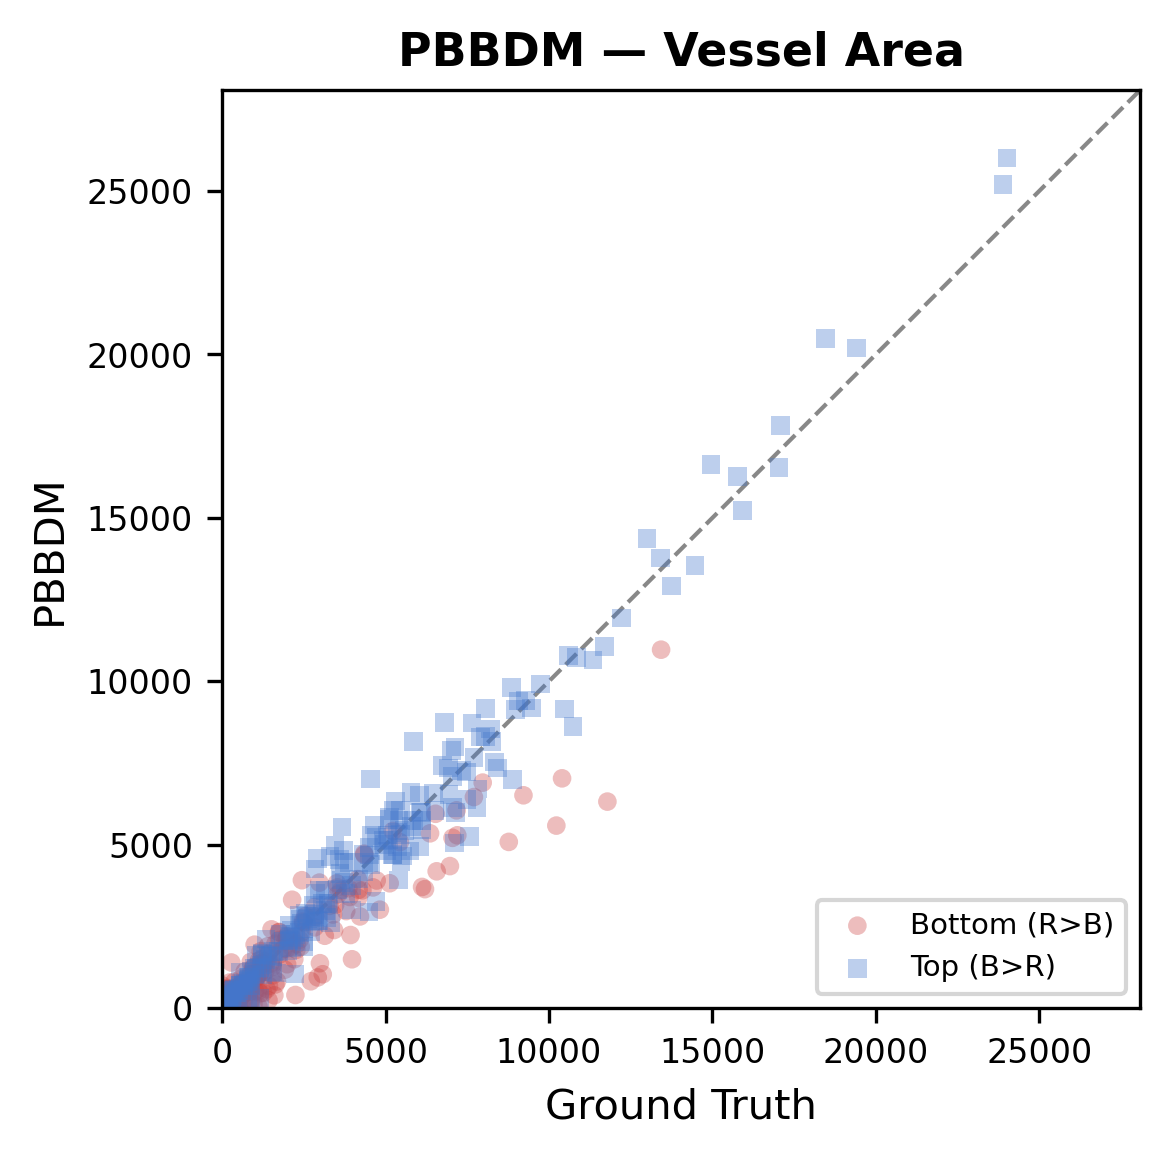 PBBDM — Vessel Area
25000
20000
15000
10000
5000
0
PBBDM
Bottom (R>B)
Top (B>R)
0 5000 10000 15000 20000 25000
Ground Truth